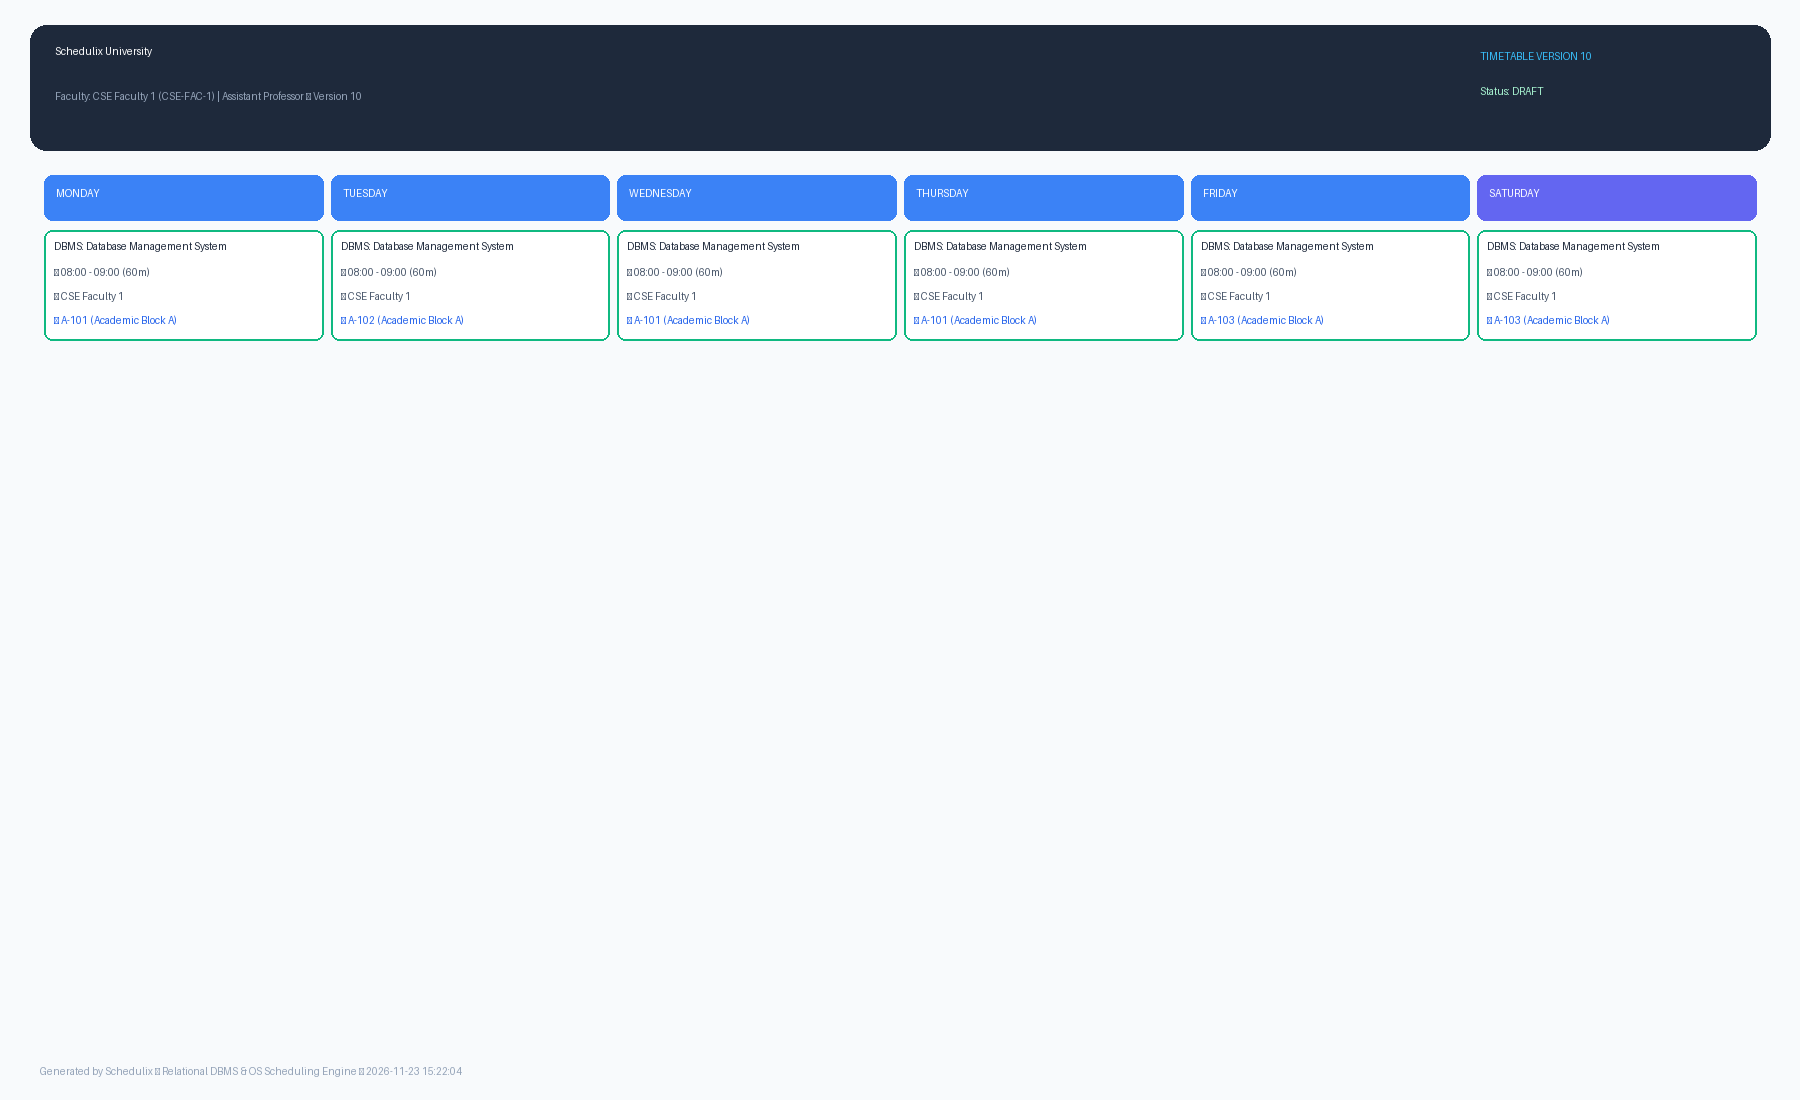 Schedulix University
TIMETABLE VERSION 10
Faculty: CSE Faculty 1 (CSE-FAC-1) | Assistant Professor ▯ Version 10
Status: DRAFT
MONDAY
DBMS: Database Management System
▯ 08:00 - 09:00 (60m)
▯ CSE Faculty 1
▯ A-101 (Academic Block A)
TUESDAY
DBMS: Database Management System
▯ 08:00 - 09:00 (60m)
▯ CSE Faculty 1
▯ A-102 (Academic Block A)
WEDNESDAY
DBMS: Database Management System
▯ 08:00 - 09:00 (60m)
▯ CSE Faculty 1
▯ A-101 (Academic Block A)
THURSDAY
DBMS: Database Management System
▯ 08:00 - 09:00 (60m)
▯ CSE Faculty 1
▯ A-101 (Academic Block A)
FRIDAY
DBMS: Database Management System
▯ 08:00 - 09:00 (60m)
▯ CSE Faculty 1
▯ A-103 (Academic Block A)
SATURDAY
DBMS: Database Management System
▯ 08:00 - 09:00 (60m)
▯ CSE Faculty 1
▯ A-103 (Academic Block A)
Generated by Schedulix ▯ Relational DBMS & OS Scheduling Engine ▯ 2026-11-23 15:22:04